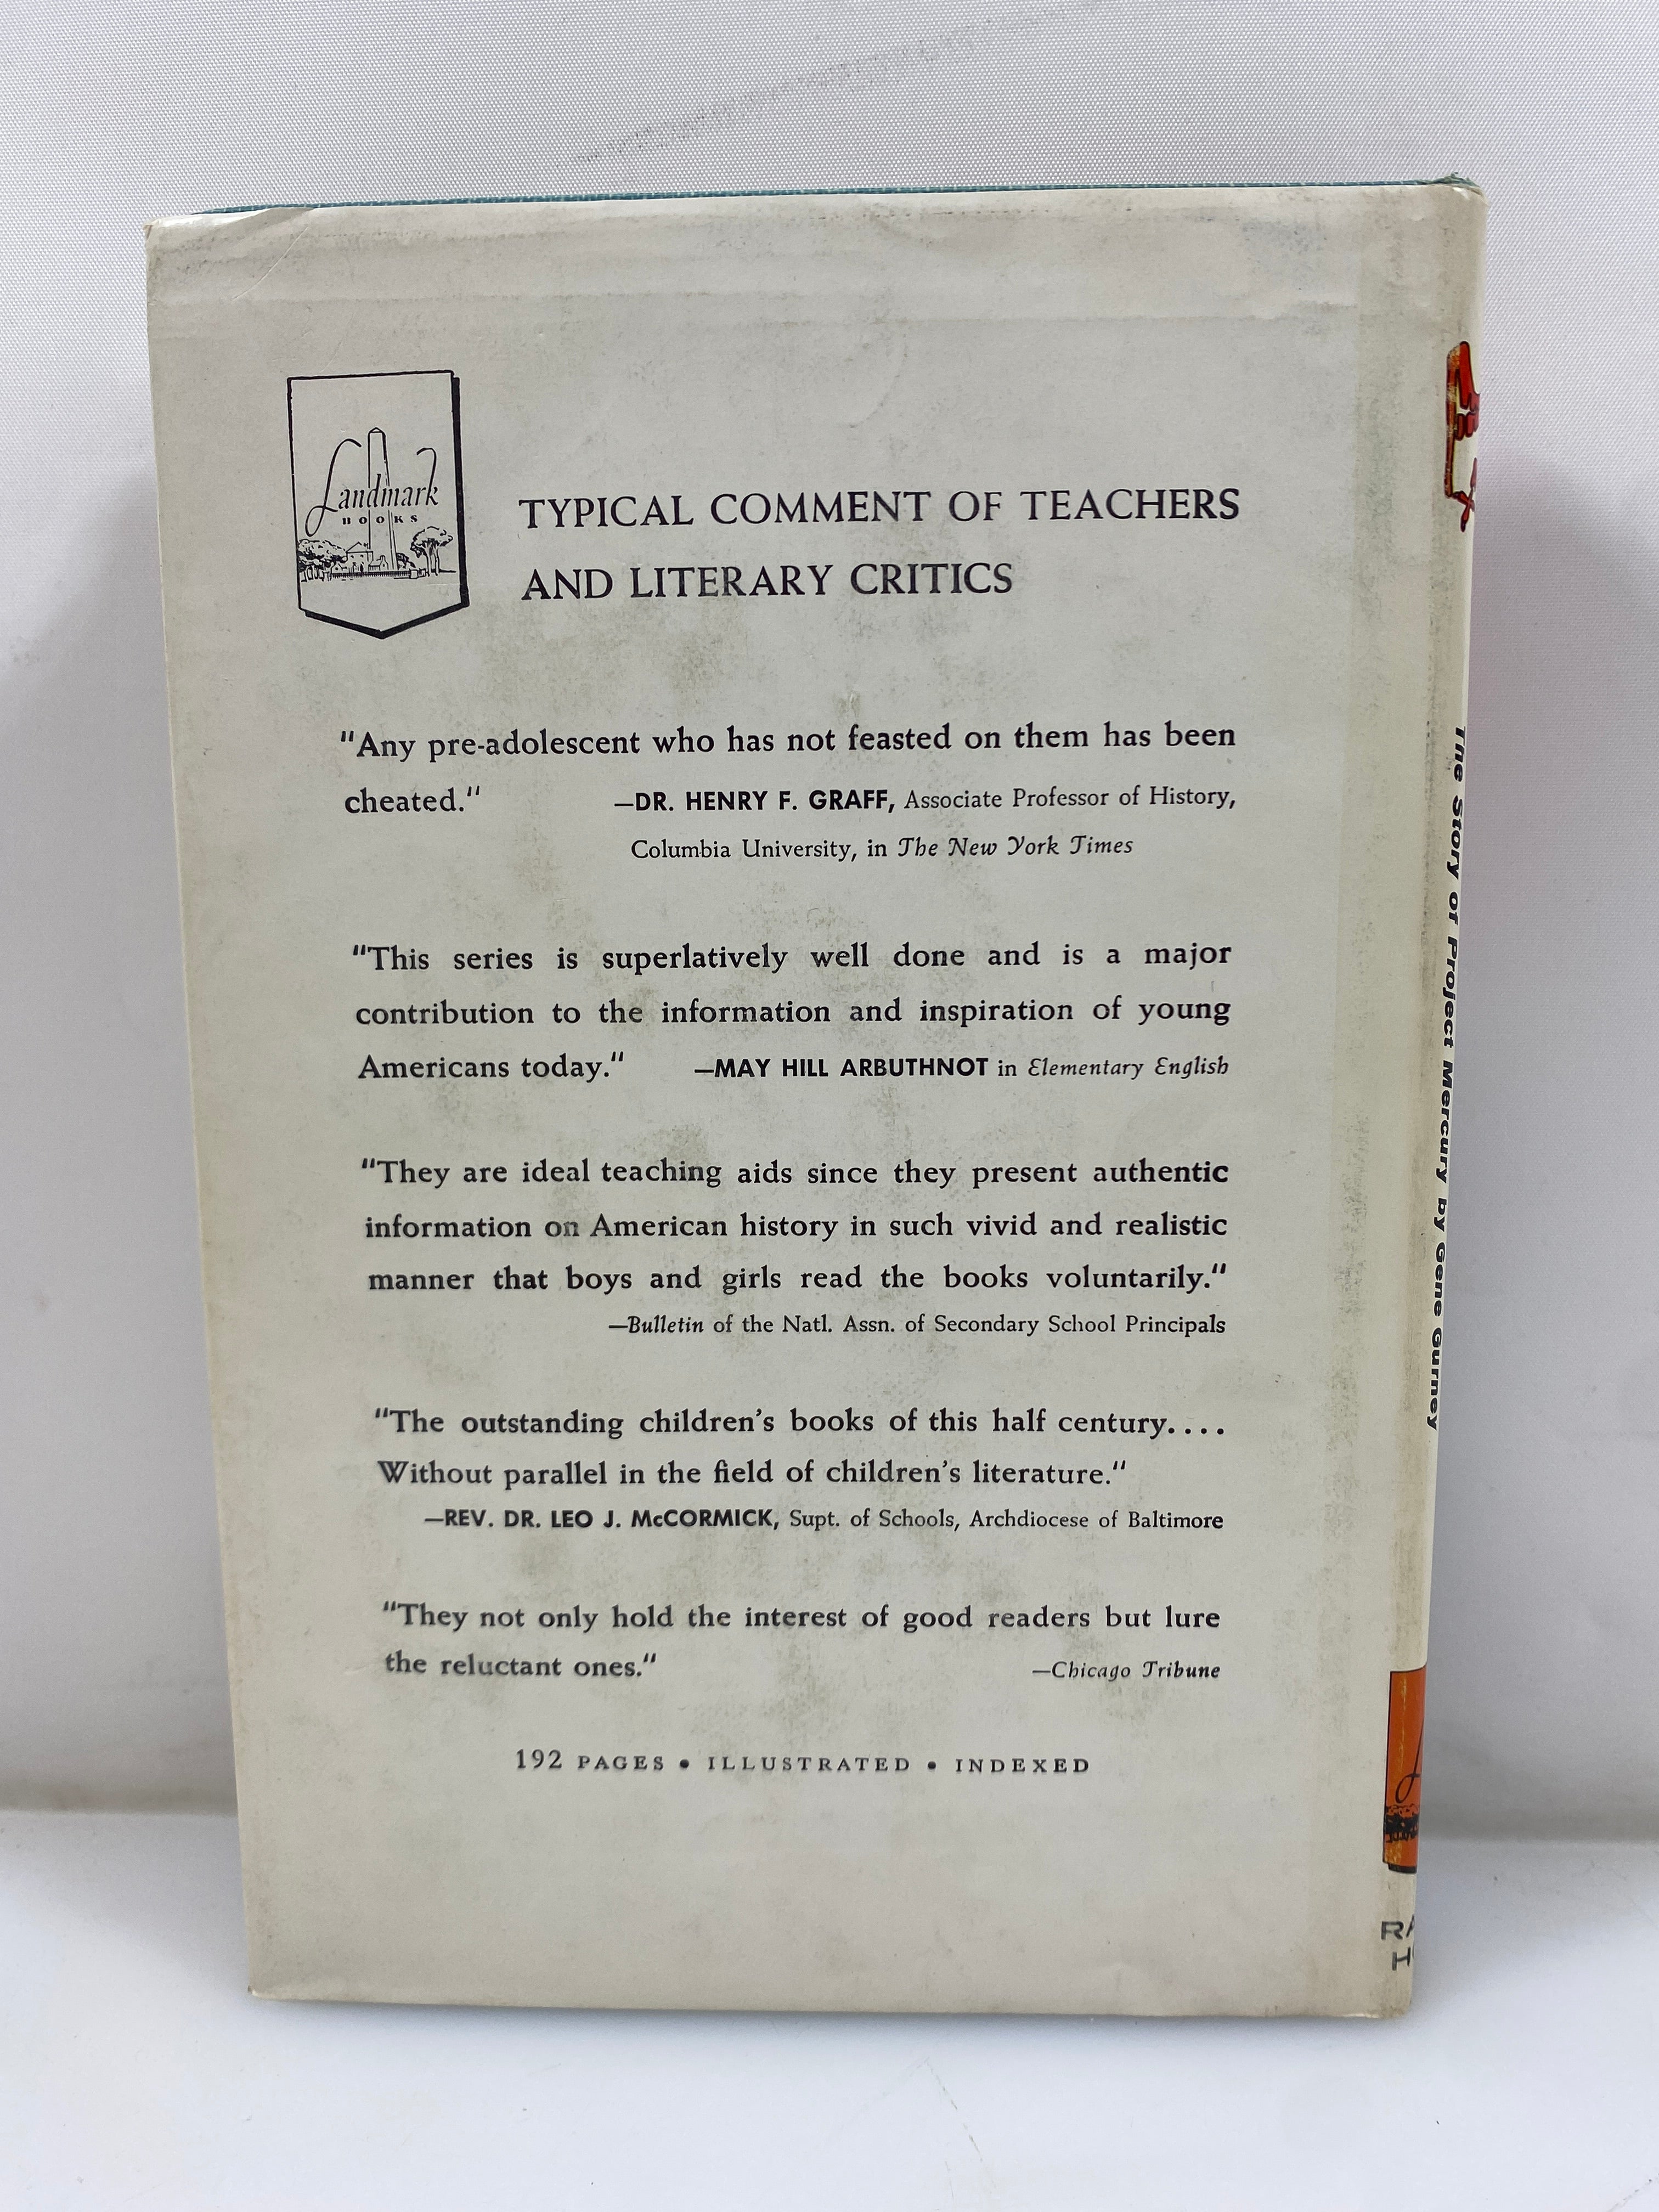 Landmark
BOOKS
TYPICAL COMMENT OF TEACHERS
AND LITERARY CRITICS
"Any pre-adolescent who has not feasted on them has been
cheated." —DR. HENRY F. GRAFF, Associate Professor of History,
Columbia University, in The New York Times
"This series is superlatively well done and is a major
contribution to the information and inspiration of young
Americans today." —MAY HILL ARBUTHNOT in Elementary English
"They are ideal teaching aids since they present authentic
information on American history in such vivid and realistic
manner that boys and girls read the books voluntarily."
—Bulletin of the Natl. Assn. of Secondary School Principals
"The outstanding children's books of this half century....
Without parallel in the field of children's literature."
—REV. DR. LEO J. McCORMICK, Supt. of Schools, Archdiocese of Baltimore
"They not only hold the interest of good readers but lure
the reluctant ones." —Chicago Tribune
192 PAGES • ILLUSTRATED • INDEXED
The Story of Project Mercury by Gene Gurney